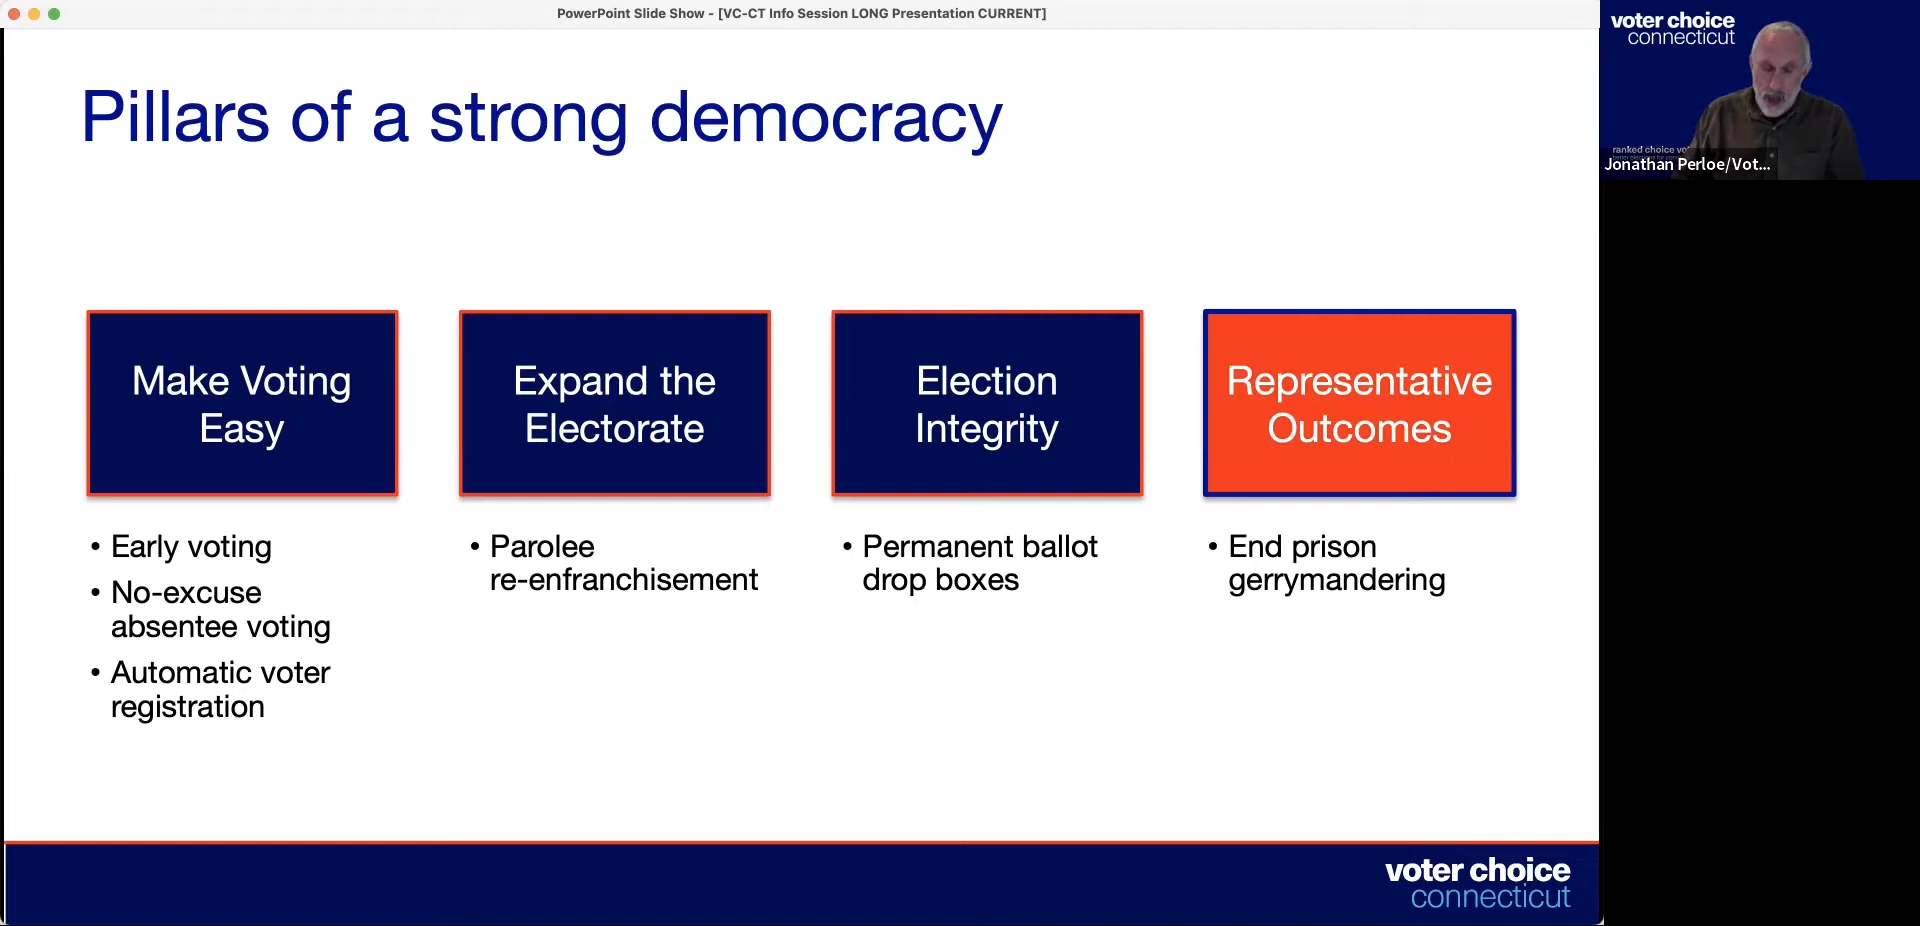 PowerPoint Slide Show - [VC-CT Info Session LONG Presentation CURRENT]
Pillars of a strong democracy
Make Voting
Easy
• Early voting
• No-excuse
absentee voting
• Automatic voter
registration
Expand the
Electorate
• Parolee
re-enfranchisement
Election
Integrity
• Permanent ballot
drop boxes
Representative
Outcomes
• End prison
gerrymandering
voter choice
connecticut
voter choice
connecticut
ranked choice
Jonathan Perloe/Vot...